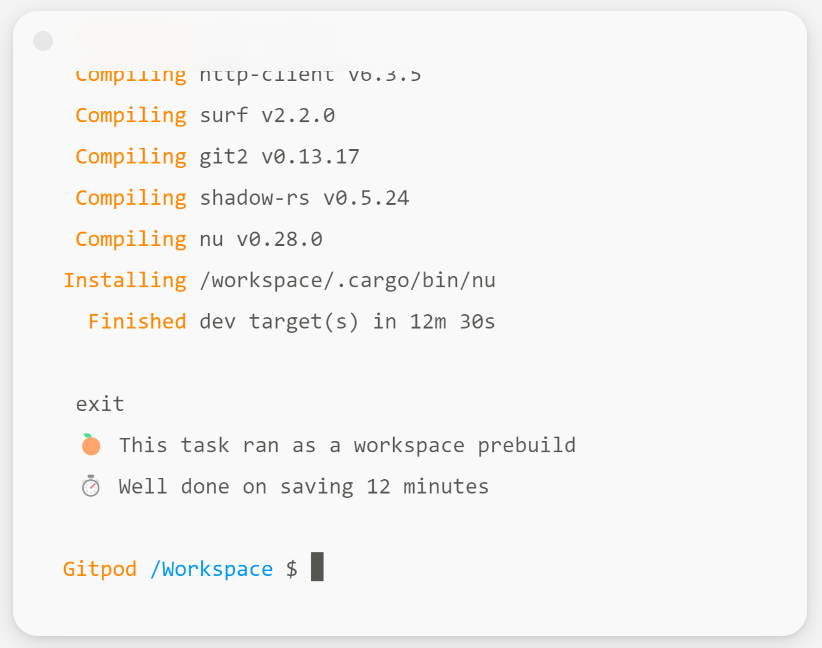 Compiling http-client v6.3.5
Compiling surf v2.2.0
Compiling git2 v0.13.17
Compiling shadow-rs v0.5.24
Compiling nu v0.28.0
Installing /workspace/.cargo/bin/nu
Finished dev target(s) in 12m 30s
exit
🍊 This task ran as a workspace prebuild
⏱ Well done on saving 12 minutes
Gitpod /Workspace $